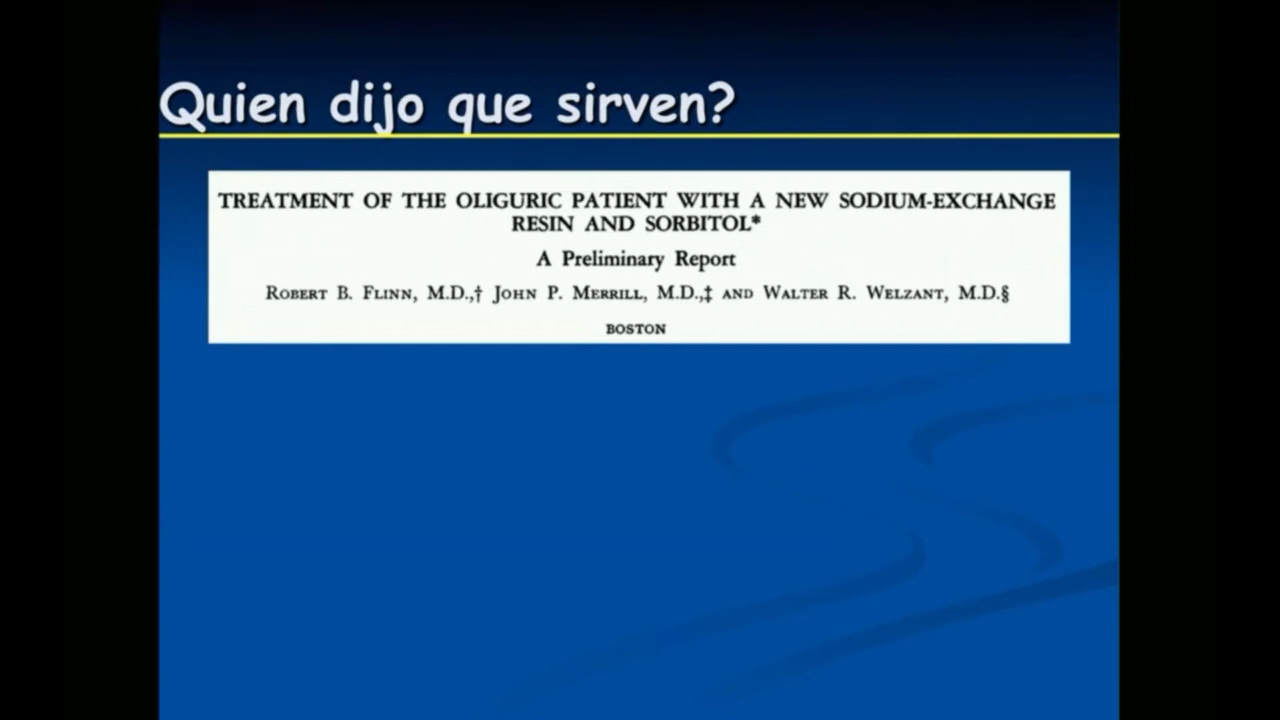 Quien dijo que sirven?
TREATMENT OF THE OLIGURIC PATIENT WITH A NEW SODIUM-EXCHANGE
RESIN AND SORBITOL*
A Preliminary Report
ROBERT B. FLINN, M.D.,† JOHN P. MERRILL, M.D.,‡ AND WALTER R. WELZANT, M.D.§
BOSTON